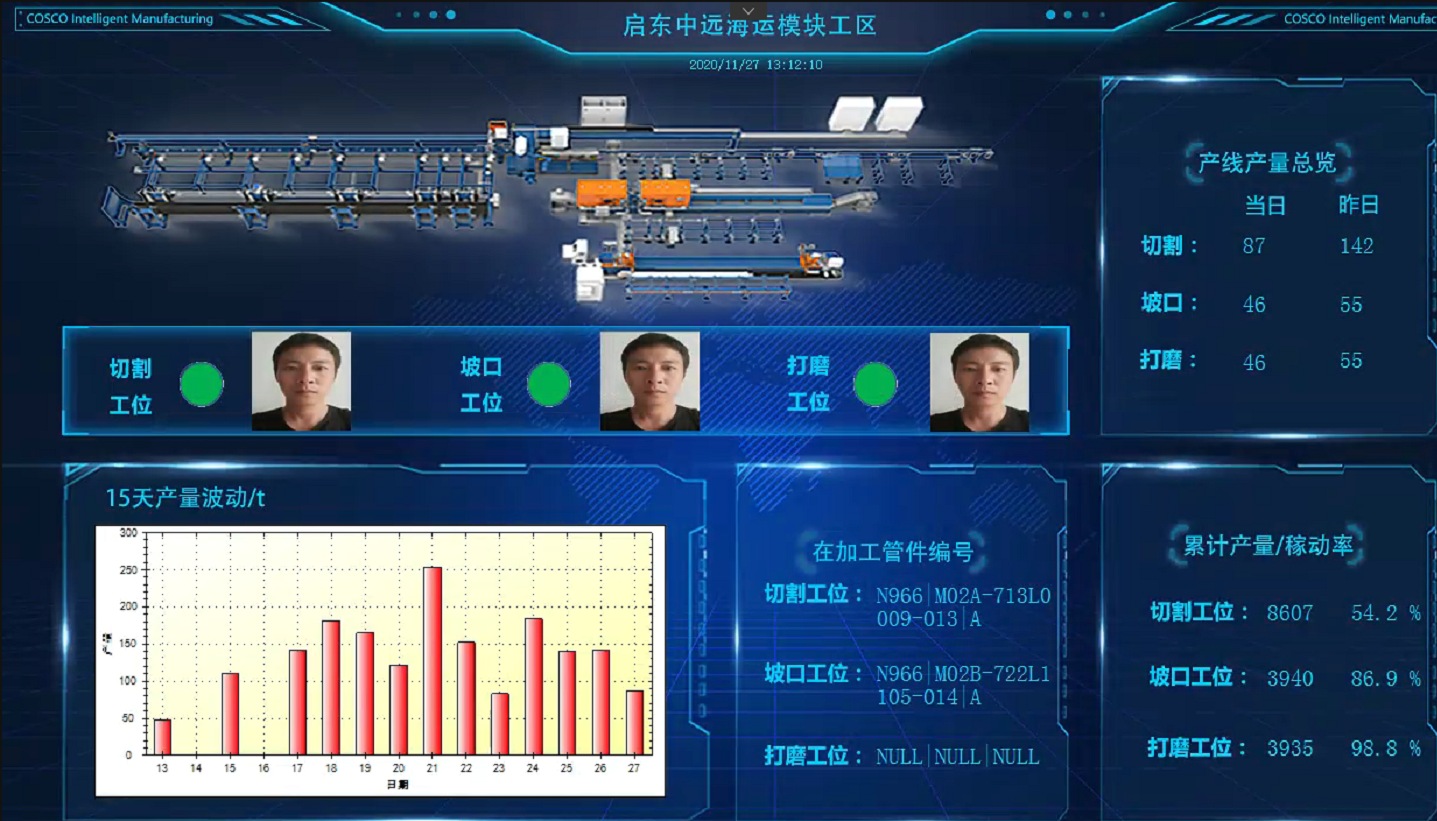 COSCO Intelligent Manufacturing
启东中远海运模块工区
COSCO Intelligent Manufac
2020/11/27 13:12:10
产线产量总览
当日 昨日
切割： 87 142
坡口： 46 55
打磨： 46 55
切割
工位
坡口
工位
打磨
工位
15天产量波动/t
300
250
200
150
100
50
0
13 14 15 16 17 18 19 20 21 22 23 24 25 26 27
日期
在加工管件编号
切割工位： N966|M02A-713L0
009-013|A
坡口工位： N966|M02B-722L1
105-014|A
打磨工位： NULL|NULL|NULL
累计产量/稼动率
切割工位： 8607 54.2 %
坡口工位： 3940 86.9 %
打磨工位： 3935 98.8 %